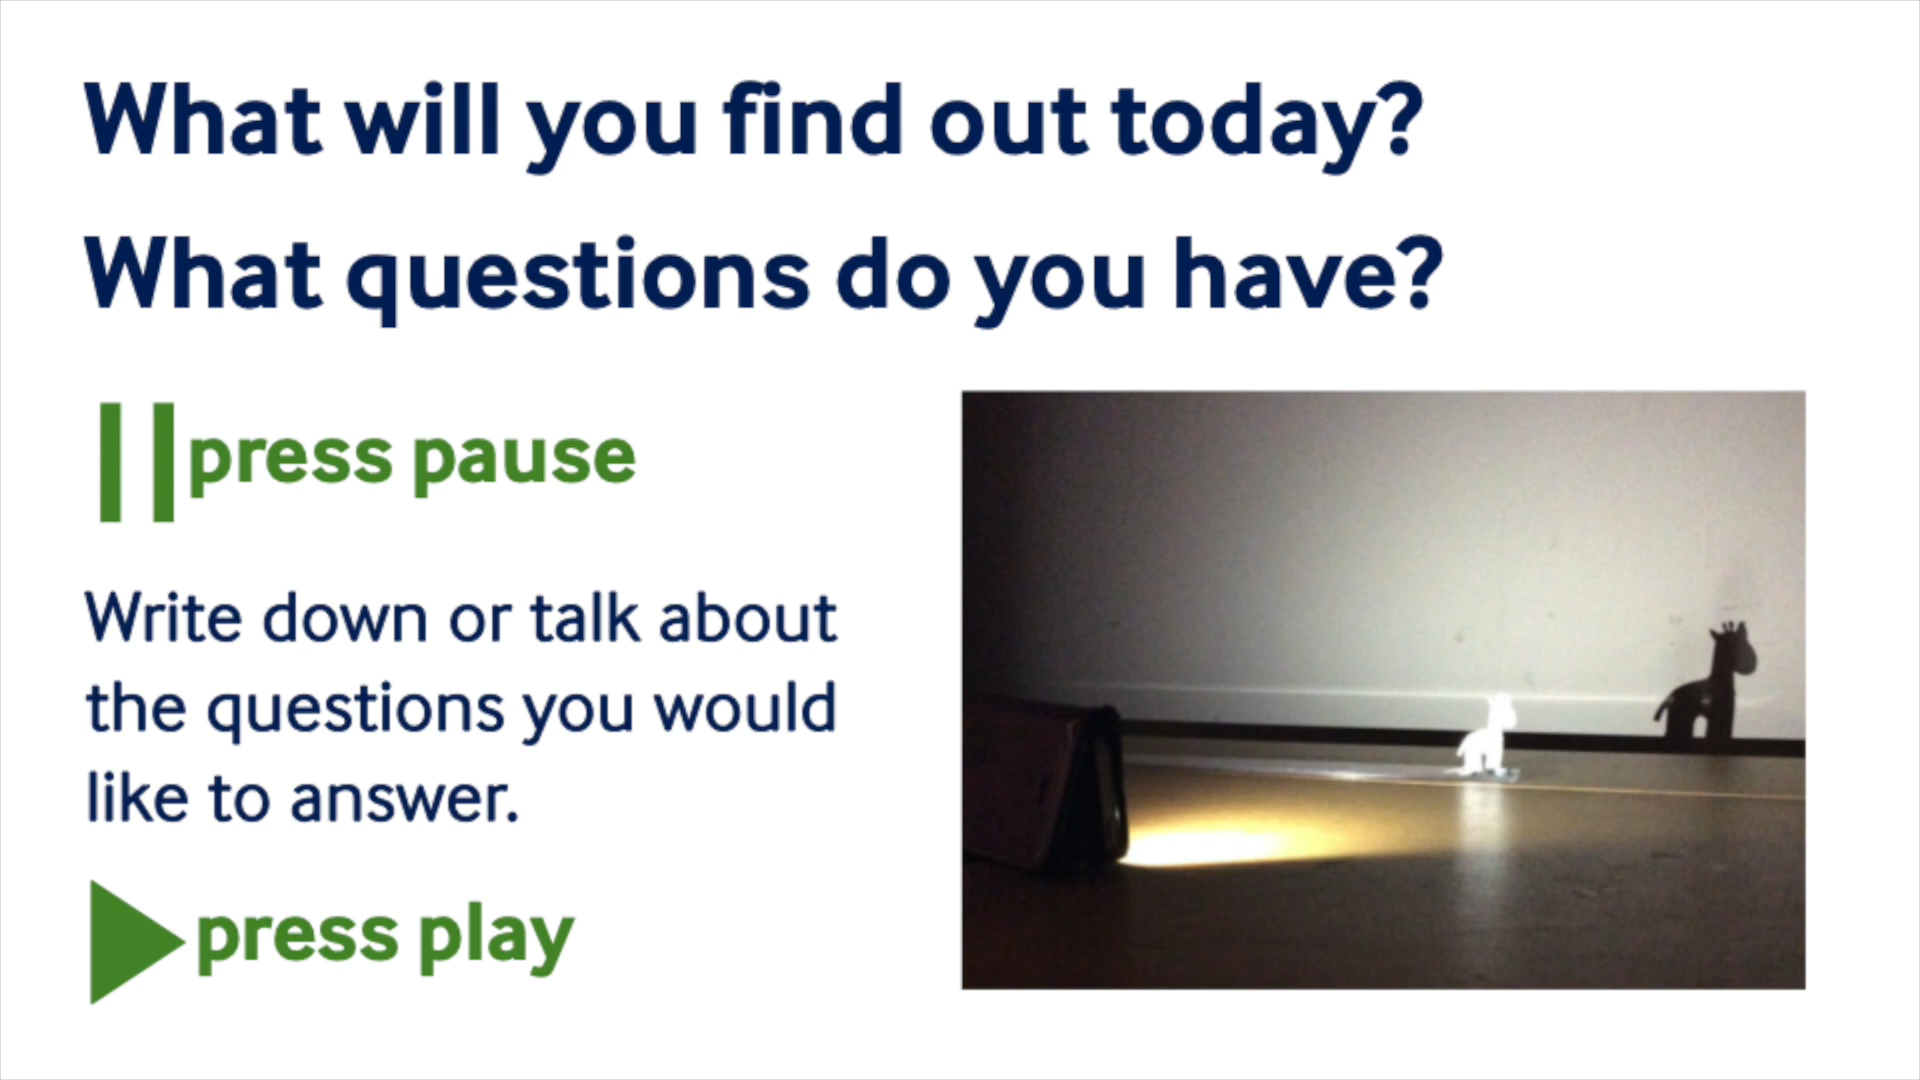 What will you find out today?
What questions do you have?
press pause
Write down or talk about
the questions you would
like to answer.
press play